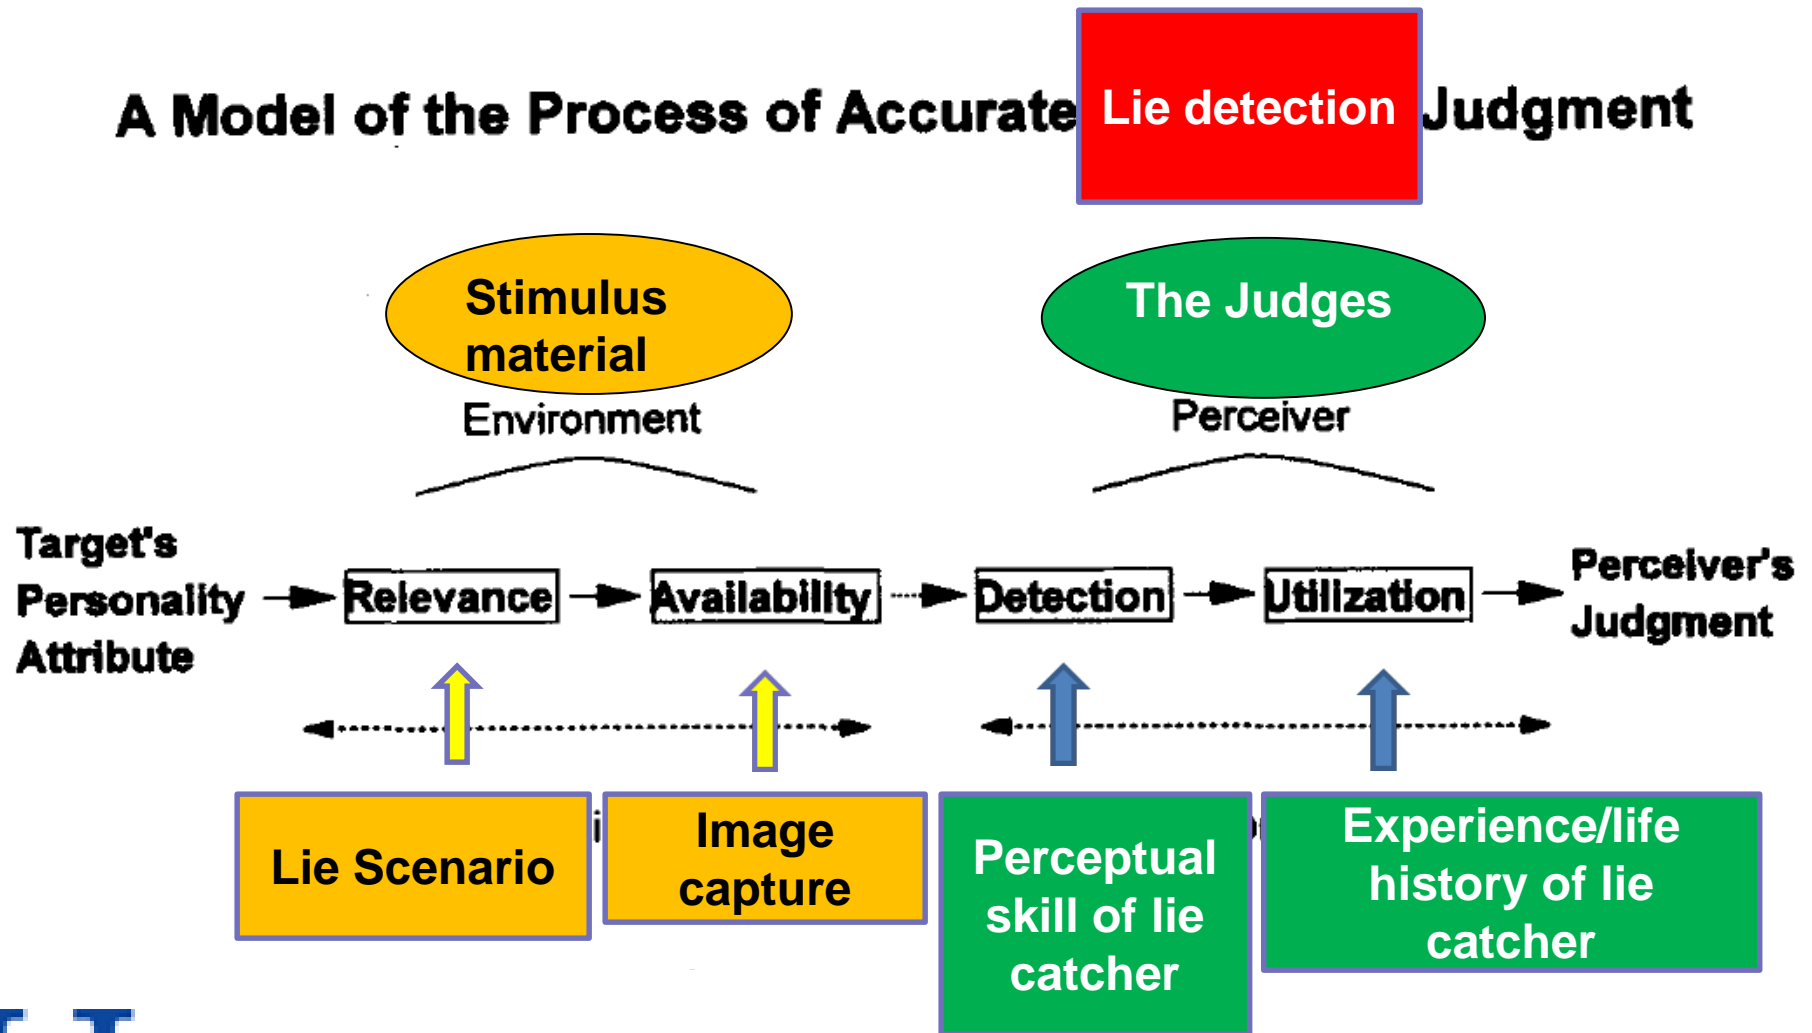 A Model of the Process of Accurate Lie detection Judgment
Stimulus
material
The Judges
Environment
Perceiver
Target's
Personality
Attribute
Relevance
Availability
Detection
Utilization
Perceiver's
Judgment
Lie Scenario
Image
capture
Perceptual
skill of lie
catcher
Experience/life
history of lie
catcher